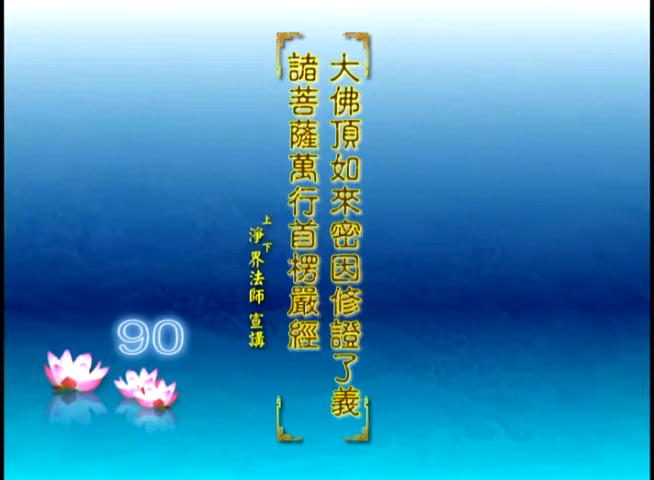 大佛頂如來密因修證了義
諸菩薩萬行首楞嚴經
上淨下界法師 宣講
90